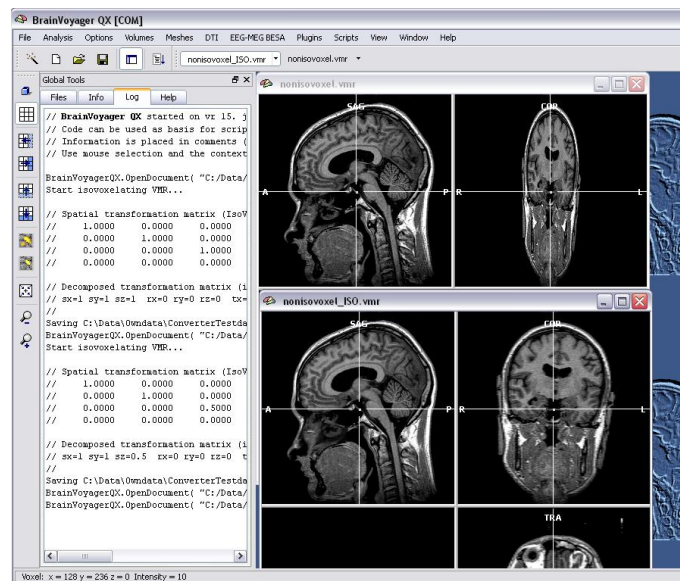 BrainVoyager QX [COM]
File Analysis Options Volumes Meshes DTI EEG-MEG BESA Plugins Scripts View Window Help
nonisovoxel_ISO.vmr nonisovoxel.vmr
Global Tools
Files Info Log Help
// BrainVoyager QX started on vr 15. j
// Code can be used as basis for scrip
// Information is placed in comments (
// Use mouse selection and the context
BrainVoyagerQX.OpenDocument( "C:/Data/
Start isovoxelating VMR...
// Spatial transformation matrix (IsoV
// 1.0000 0.0000 0.0000
// 0.0000 1.0000 0.0000
// 0.0000 0.0000 1.0000
// 0.0000 0.0000 0.0000
// Decomposed transformation matrix (i
// sx=1 sy=1 sz=1 rx=0 ry=0 rz=0 tx=
//
Saving C:\Data\Owndata\ConverterTestda
BrainVoyagerQX.OpenDocument( "C:/Data/
Start isovoxelating VMR...
// Spatial transformation matrix (IsoV
// 1.0000 0.0000 0.0000
// 0.0000 1.0000 0.0000
// 0.0000 0.0000 0.5000
// 0.0000 0.0000 0.0000
// Decomposed transformation matrix (i
// sx=1 sy=1 sz=0.5 rx=0 ry=0 rz=0 t
//
Saving C:\Data\Owndata\ConverterTestda
BrainVoyagerQX.OpenDocument( "C:/Data/
BrainVoyagerQX.OpenDocument( "C:/Data/
nonisovoxel.vmr
SAG COR
A P R L
nonisovoxel_ISO.vmr
SAG COR
A P R L
TRA
Voxel: x = 128 y = 236 z = 0 Intensity = 10